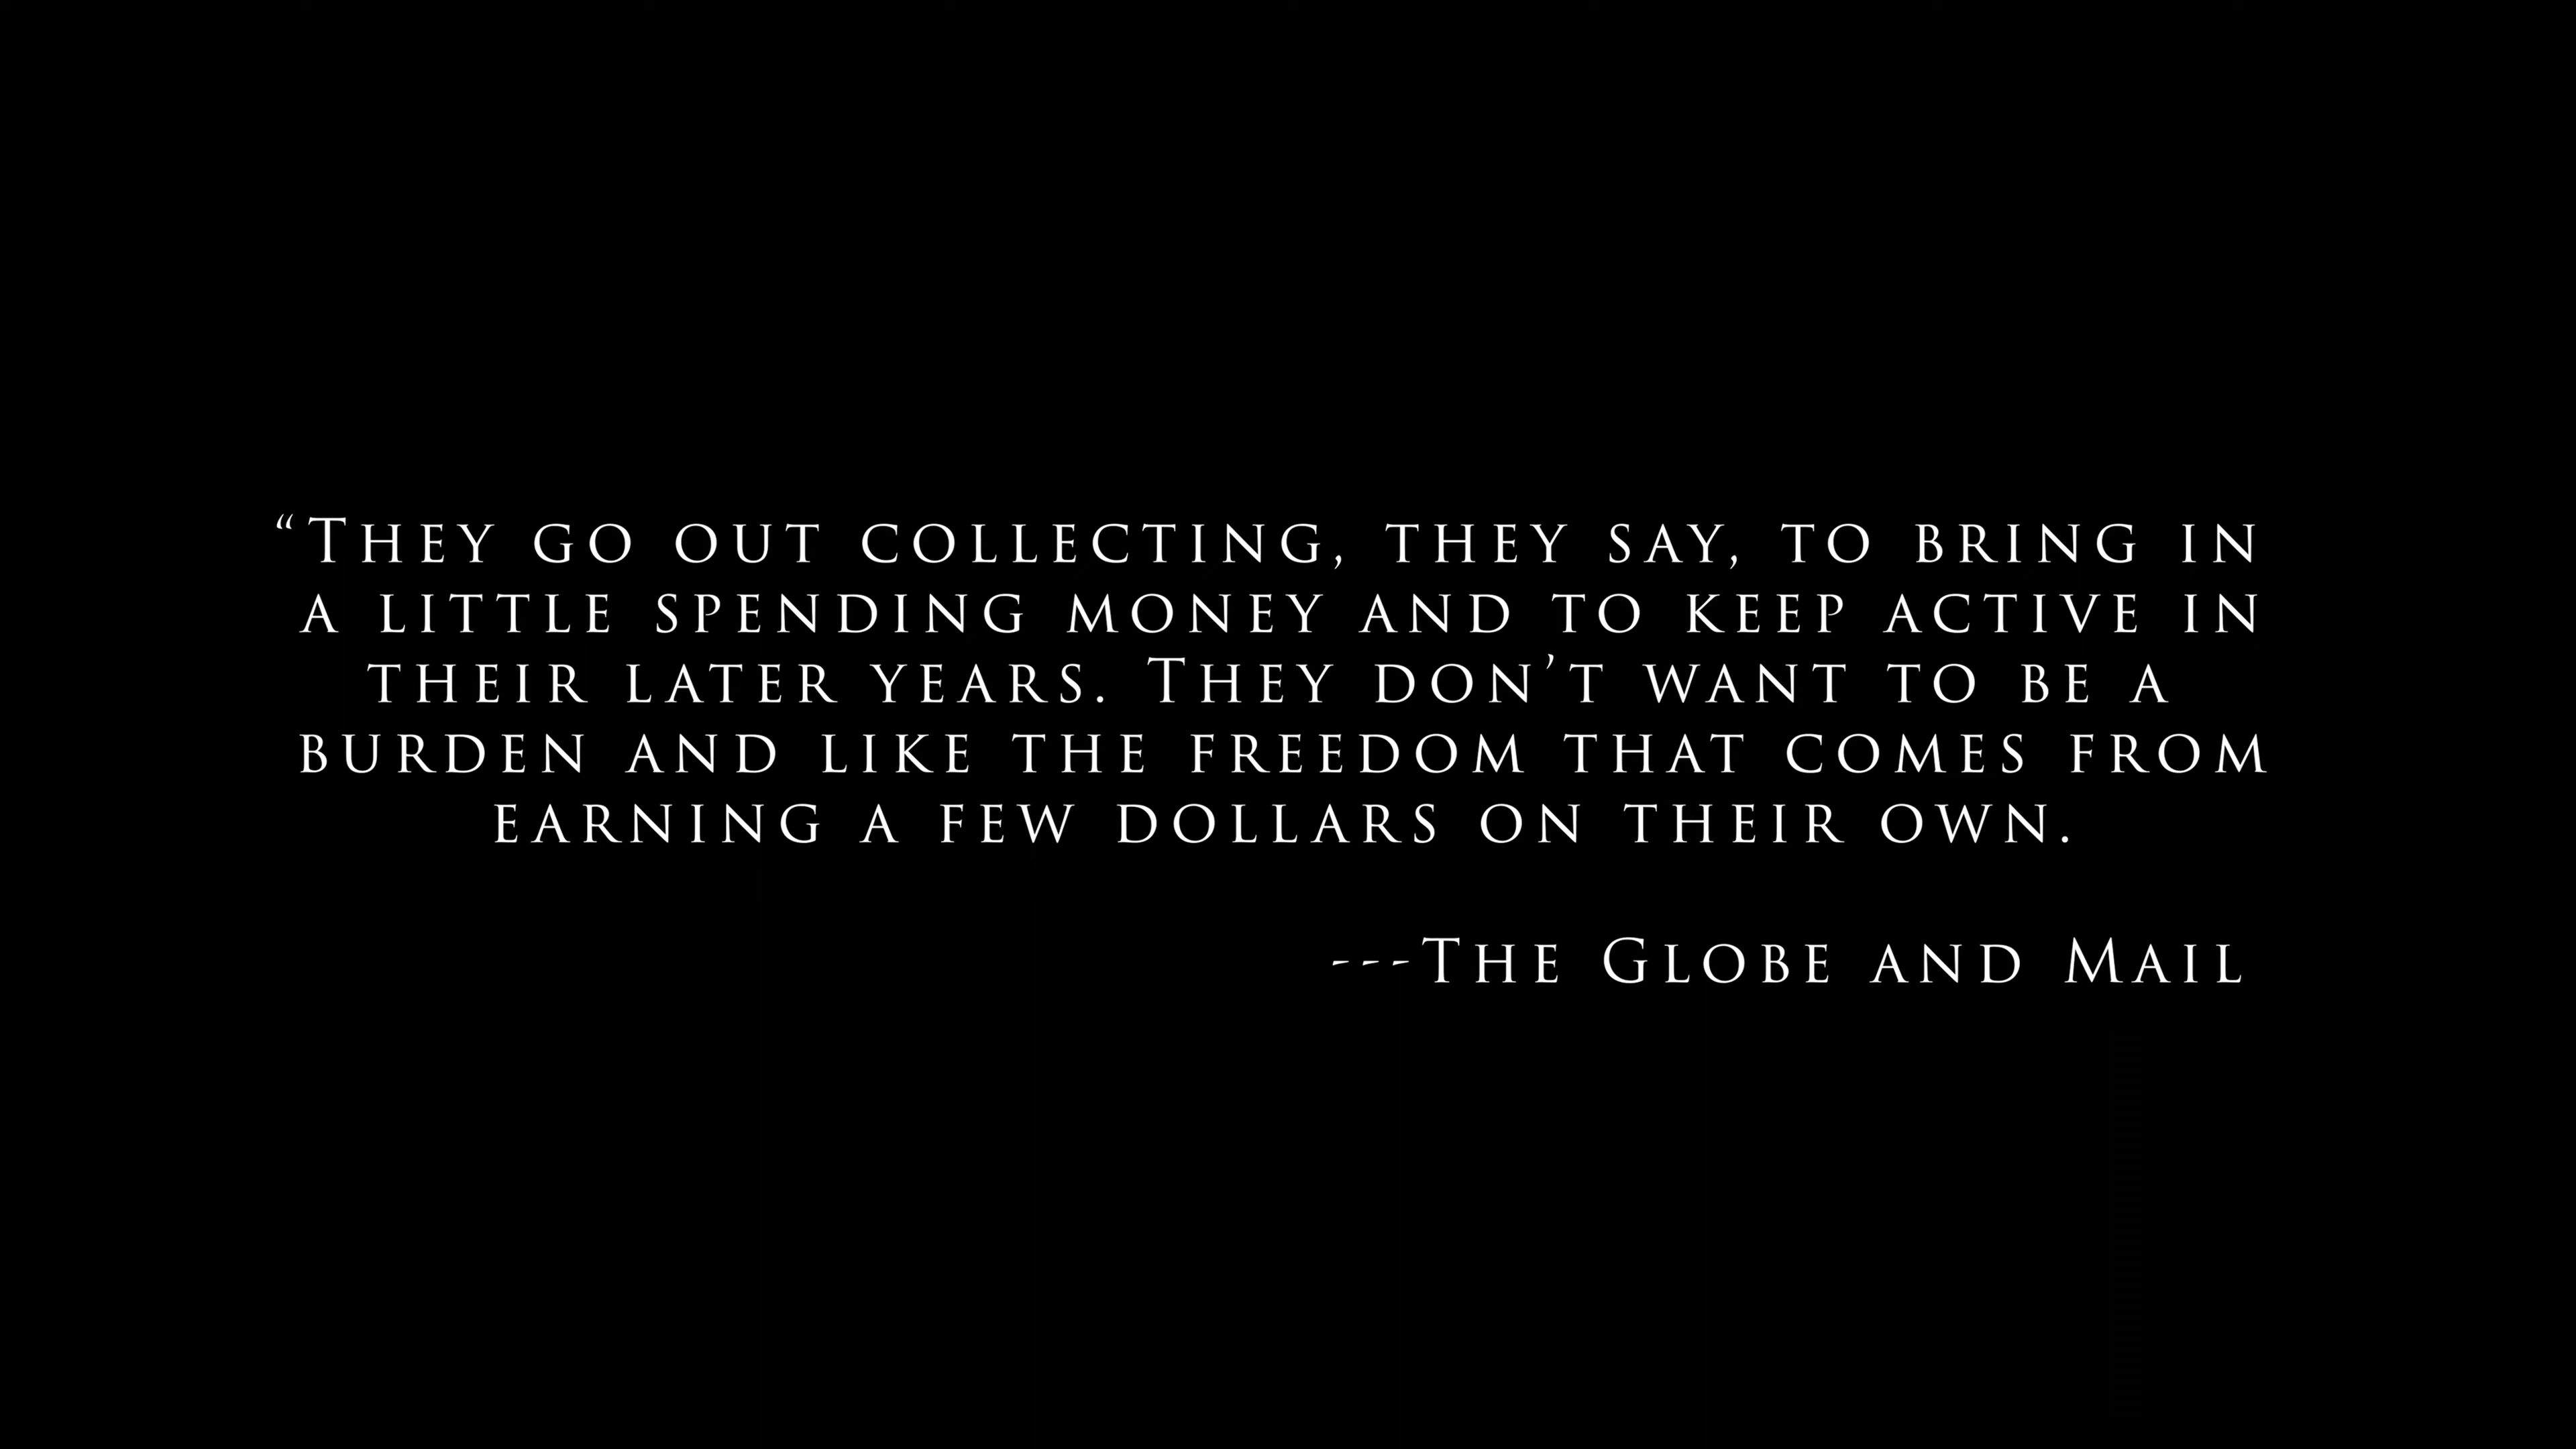 “They go out collecting, they say, to bring in
a little spending money and to keep active in
their later years. They don’t want to be a
burden and like the freedom that comes from
earning a few dollars on their own.
---The Globe and Mail